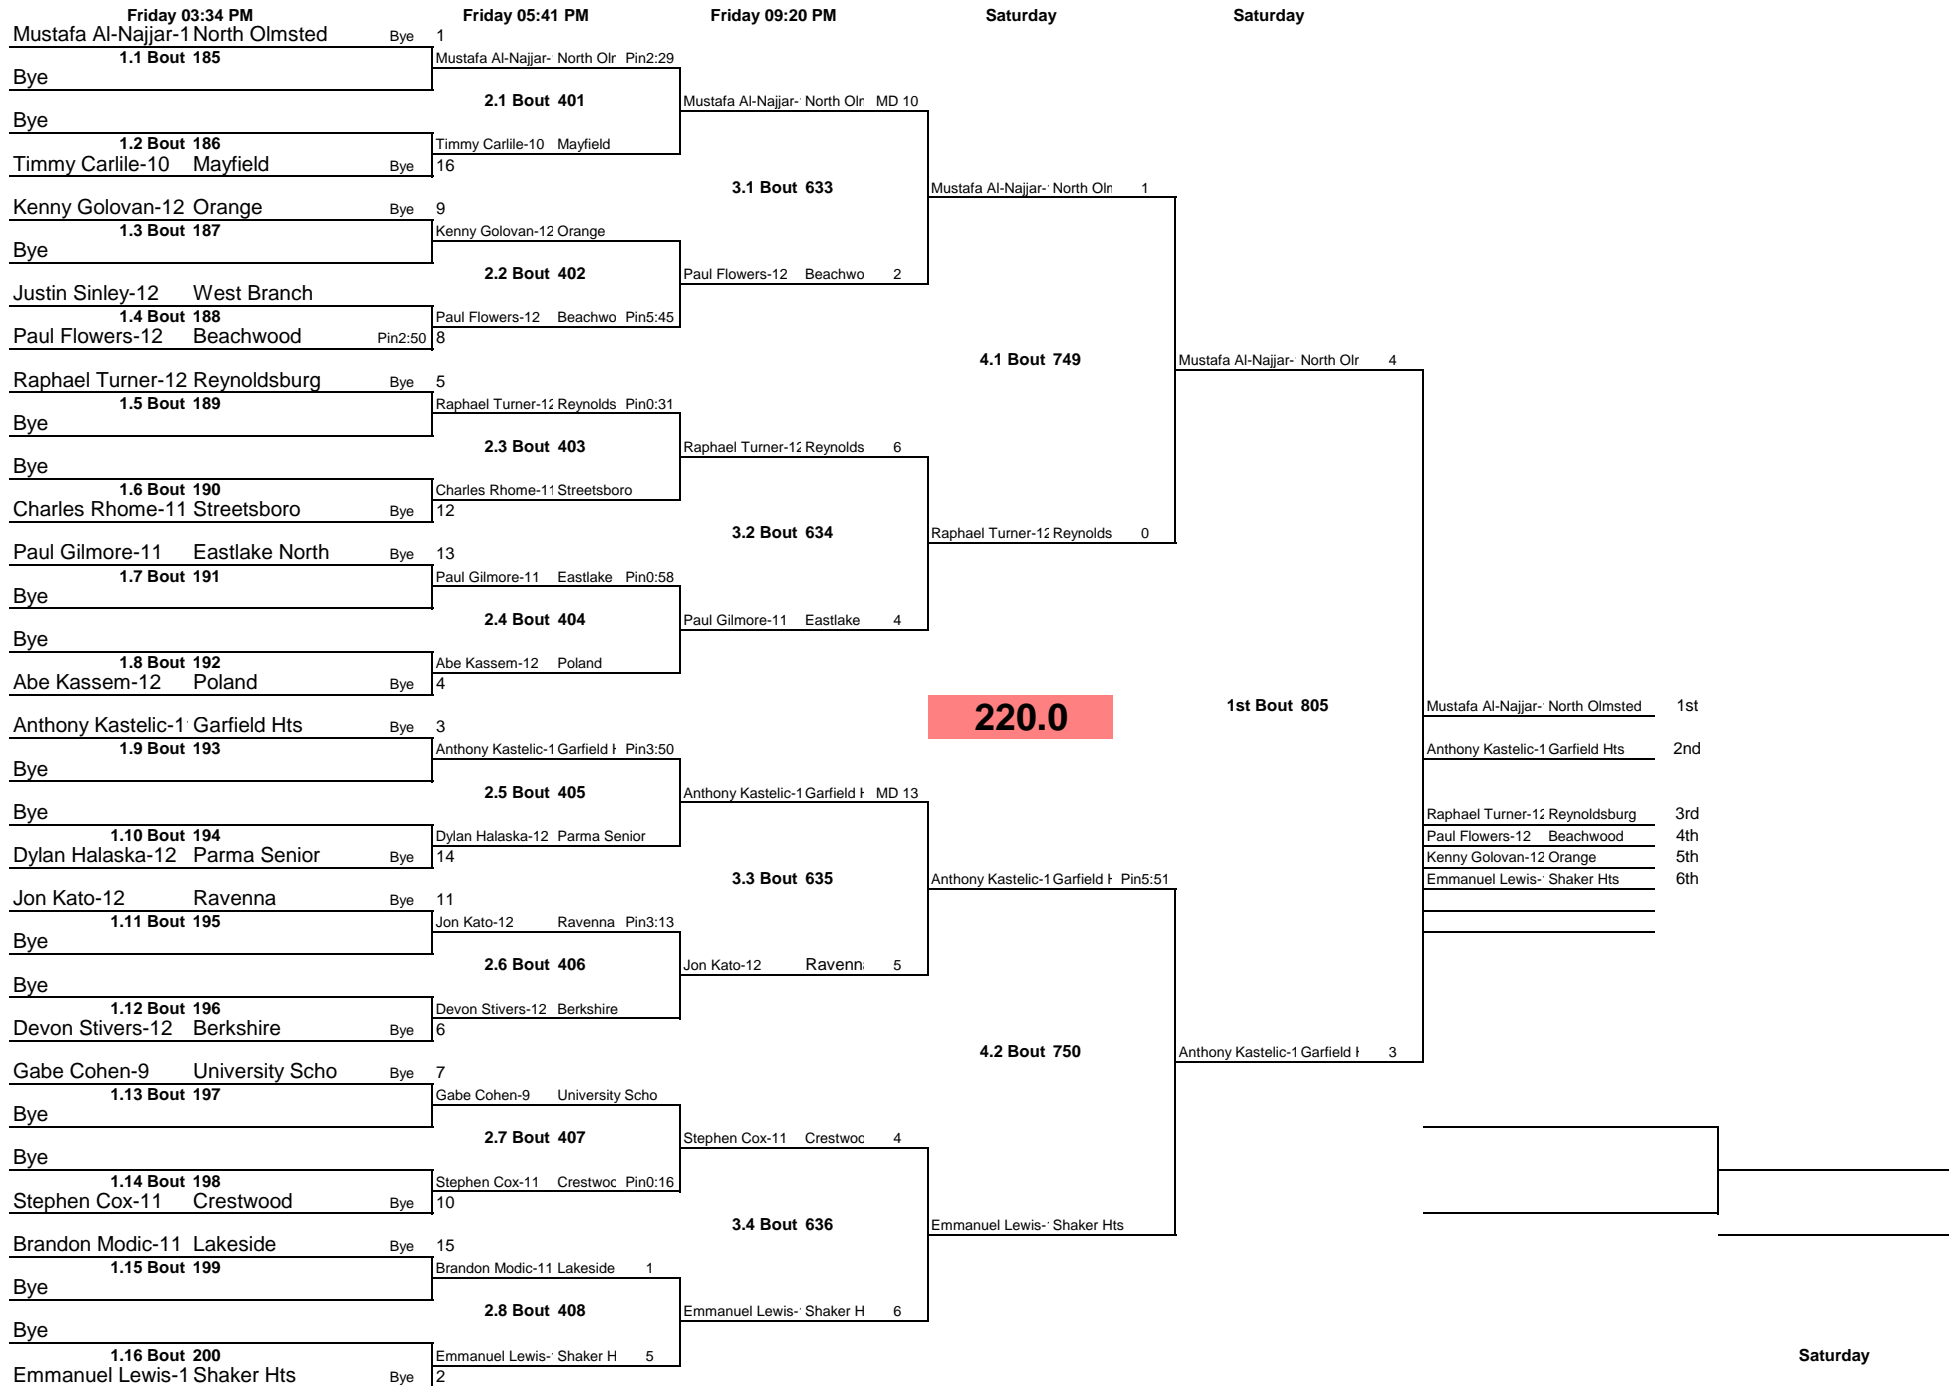 Friday 03:34 PM Friday 05:41 PM Friday 09:20 PM Saturday Saturday
Mustafa Al-Najjar-1 North Olmsted Bye 1
1.1 Bout 185 Mustafa Al-Najjar- North Olr Pin2:29
Bye
2.1 Bout 401 Mustafa Al-Najjar- North Olr MD 10
Bye
1.2 Bout 186 Timmy Carlile-10 Mayfield
Timmy Carlile-10 Mayfield Bye 16
3.1 Bout 633 Mustafa Al-Najjar- North Olr 1
Kenny Golovan-12 Orange Bye 9
1.3 Bout 187 Kenny Golovan-12 Orange
Bye
2.2 Bout 402 Paul Flowers-12 Beachwo 2
Justin Sinley-12 West Branch
1.4 Bout 188 Paul Flowers-12 Beachwo Pin5:45
Paul Flowers-12 Beachwood Pin2:50 8
4.1 Bout 749 Mustafa Al-Najjar- North Olr 4
Raphael Turner-12 Reynoldsburg Bye 5
1.5 Bout 189 Raphael Turner-12 Reynolds Pin0:31
Bye
2.3 Bout 403 Raphael Turner-12 Reynolds 6
Bye
1.6 Bout 190 Charles Rhome-11 Streetsboro
Charles Rhome-11 Streetsboro Bye 12
3.2 Bout 634 Raphael Turner-12 Reynolds 0
Paul Gilmore-11 Eastlake North Bye 13
1.7 Bout 191 Paul Gilmore-11 Eastlake Pin0:58
Bye
2.4 Bout 404 Paul Gilmore-11 Eastlake 4
Bye
1.8 Bout 192 Abe Kassem-12 Poland
Abe Kassem-12 Poland Bye 4
220.0 1st Bout 805 Mustafa Al-Najjar- North Olmsted 1st
Anthony Kastelic-1 Garfield Hts Bye 3
1.9 Bout 193 Anthony Kastelic-1 Garfield H Pin3:50 Anthony Kastelic-1 Garfield Hts 2nd
Bye
2.5 Bout 405 Anthony Kastelic-1 Garfield H MD 13
Bye Raphael Turner-12 Reynoldsburg 3rd
1.10 Bout 194 Dylan Halaska-12 Parma Senior Paul Flowers-12 Beachwood 4th
Dylan Halaska-12 Parma Senior Bye 14 Kenny Golovan-12 Orange 5th
3.3 Bout 635 Anthony Kastelic-1 Garfield H Pin5:51 Emmanuel Lewis- Shaker Hts 6th
Jon Kato-12 Ravenna Bye 11
1.11 Bout 195 Jon Kato-12 Ravenna Pin3:13
Bye
2.6 Bout 406 Jon Kato-12 Ravenn 5
Bye
1.12 Bout 196 Devon Stivers-12 Berkshire
Devon Stivers-12 Berkshire Bye 6
4.2 Bout 750 Anthony Kastelic-1 Garfield H 3
Gabe Cohen-9 University Scho Bye 7
1.13 Bout 197 Gabe Cohen-9 University Scho
Bye
2.7 Bout 407 Stephen Cox-11 Crestwoc 4
Bye
1.14 Bout 198 Stephen Cox-11 Crestwoc Pin0:16
Stephen Cox-11 Crestwood Bye 10
3.4 Bout 636 Emmanuel Lewis- Shaker Hts
Brandon Modic-11 Lakeside Bye 15
1.15 Bout 199 Brandon Modic-11 Lakeside 1
Bye
2.8 Bout 408 Emmanuel Lewis- Shaker H 6
Bye
1.16 Bout 200 Emmanuel Lewis- Shaker H 5 Saturday
Emmanuel Lewis-1 Shaker Hts Bye 2